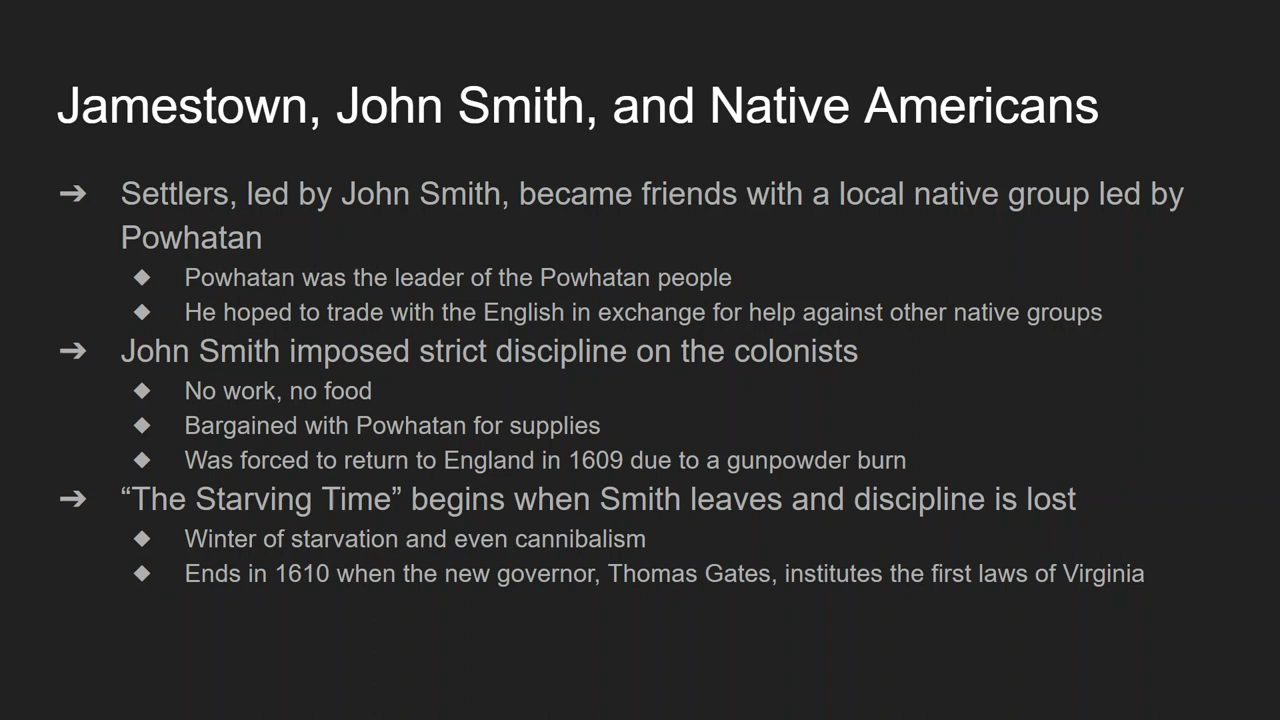 Jamestown, John Smith, and Native Americans
➔ Settlers, led by John Smith, became friends with a local native group led by
Powhatan
◆ Powhatan was the leader of the Powhatan people
◆ He hoped to trade with the English in exchange for help against other native groups
➔ John Smith imposed strict discipline on the colonists
◆ No work, no food
◆ Bargained with Powhatan for supplies
◆ Was forced to return to England in 1609 due to a gunpowder burn
➔ “The Starving Time” begins when Smith leaves and discipline is lost
◆ Winter of starvation and even cannibalism
◆ Ends in 1610 when the new governor, Thomas Gates, institutes the first laws of Virginia